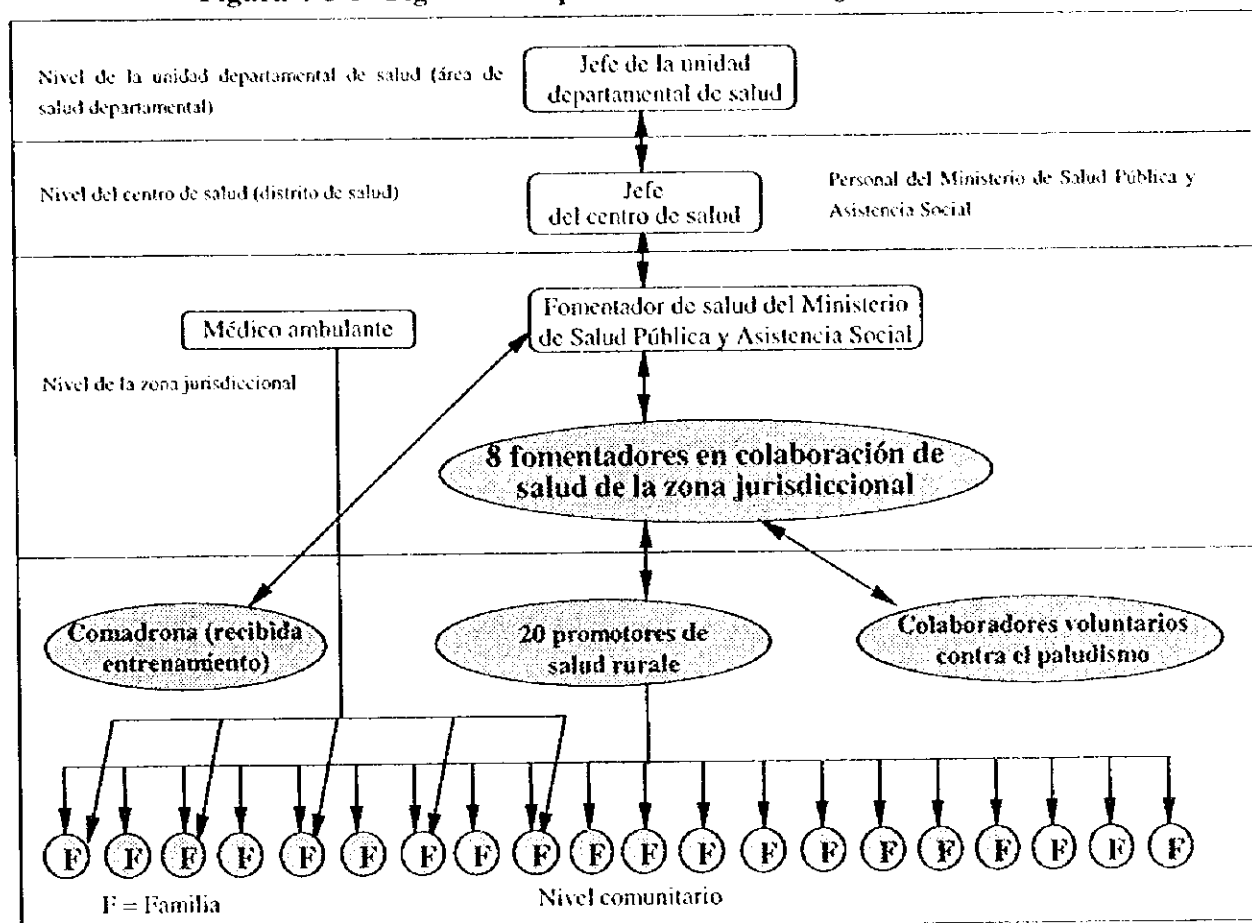 Nivel de la unidad departamental de salud (área de
salud departamental)
Jefe de la unidad
departamental de salud
Nivel del centro de salud (distrito de salud)
Jefe
del centro de salud
Personal del Ministerio de Salud Pública y
Asistencia Social
Médico ambulante
Fomentador de salud del Ministerio
de Salud Pública y Asistencia Social
Nivel de la zona jurisdiccional
8 fomentadores en colaboración de
salud de la zona jurisdiccional
Comadrona (recibida
entrenamiento)
20 promotores de
salud rurale
Colaboradores voluntarios
contra el paludismo
F F F F F F F F F F F F F F F F F F F F
F = Familia
Nivel comunitario